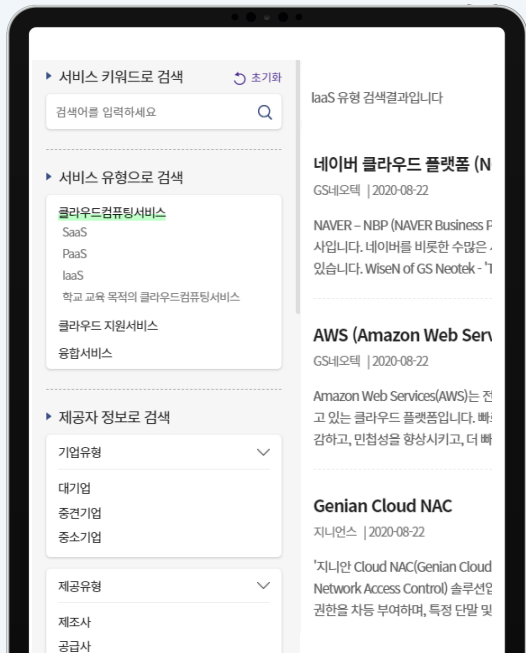 서비스 키워드로 검색
초기화
검색어를 입력하세요
서비스 유형으로 검색
클라우드컴퓨팅서비스
SaaS
PaaS
IaaS
학교 교육 목적의 클라우드컴퓨팅서비스
클라우드 지원서비스
융합서비스
제공자 정보로 검색
기업유형
대기업
중견기업
중소기업
제공유형
제조사
공급사
IaaS 유형 검색결과입니다
네이버 클라우드 플랫폼 (N
GS네오텍 | 2020-08-22
NAVER – NBP (NAVER Business P
사입니다. 네이버를 비롯한 수많은
있습니다. WiseN of GS Neotek - 'T
AWS (Amazon Web Serv
GS네오텍 | 2020-08-22
Amazon Web Services(AWS)는 전
고 있는 클라우드 플랫폼입니다. 빠
감하고, 민첩성을 향상시키고, 더 빠
Genian Cloud NAC
지니언스 | 2020-08-22
'지니안 Cloud NAC(Genian Cloud
Network Access Control) 솔루션
권한을 차등 부여하며, 특정 단말 및